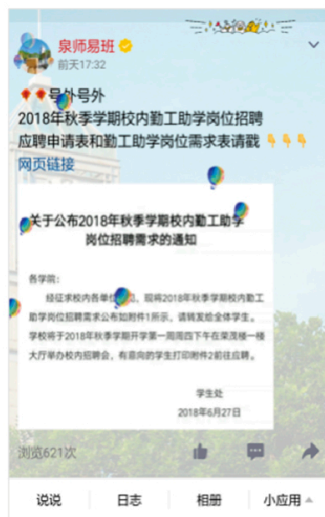 泉师易班
前天17:32
号外号外
2018年秋季学期校内勤工助学岗位招聘
应聘申请表和勤工助学岗位需求表请戳
网页链接
关于公布2018年秋季学期校内勤工助学
岗位招聘需求的通知
各学院：
经征求校内各单位 现将2018年秋季学期校内勤工
助学岗位招聘需求公布如附件1所示，请转发给全体学生。
学校将于2018年秋季学期开学第一周周四下午在荣茂楼一楼
大厅举办校内招聘会，有意向的学生打印附件2前往应聘。
学生处
2018年6月27日
浏览621次
说说 日志 相册 小应用